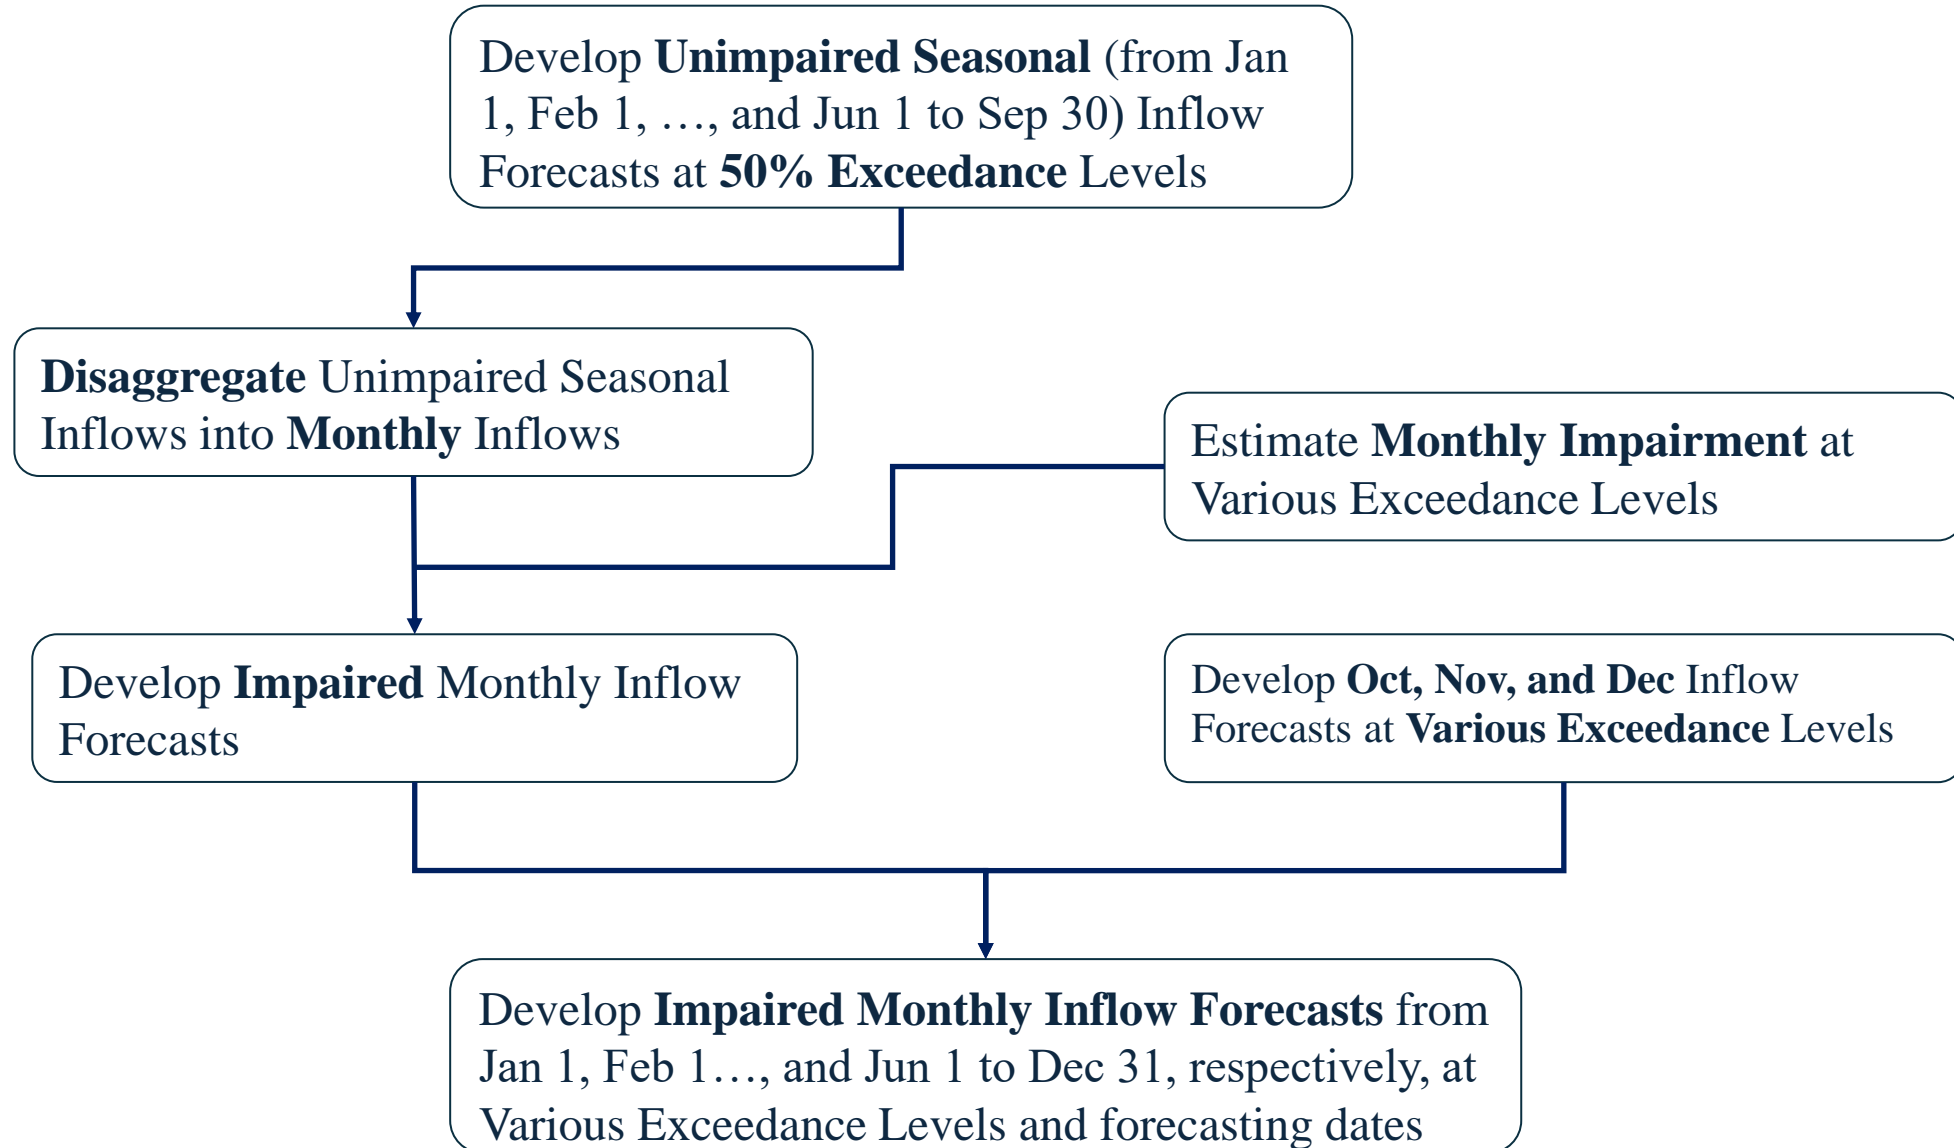 Develop Unimpaired Seasonal (from Jan
1, Feb 1, …, and Jun 1 to Sep 30) Inflow
Forecasts at 50% Exceedance Levels
Disaggregate Unimpaired Seasonal
Inflows into Monthly Inflows
Estimate Monthly Impairment at
Various Exceedance Levels
Develop Impaired Monthly Inflow
Forecasts
Develop Oct, Nov, and Dec Inflow
Forecasts at Various Exceedance Levels
Develop Impaired Monthly Inflow Forecasts from
Jan 1, Feb 1…, and Jun 1 to Dec 31, respectively, at
Various Exceedance Levels and forecasting dates